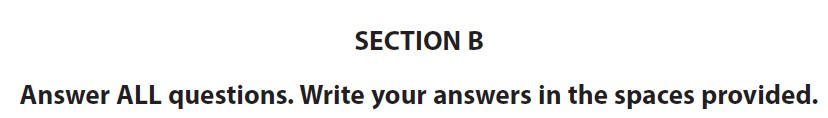 SECTION B
Answer ALL questions. Write your answers in the spaces provided.